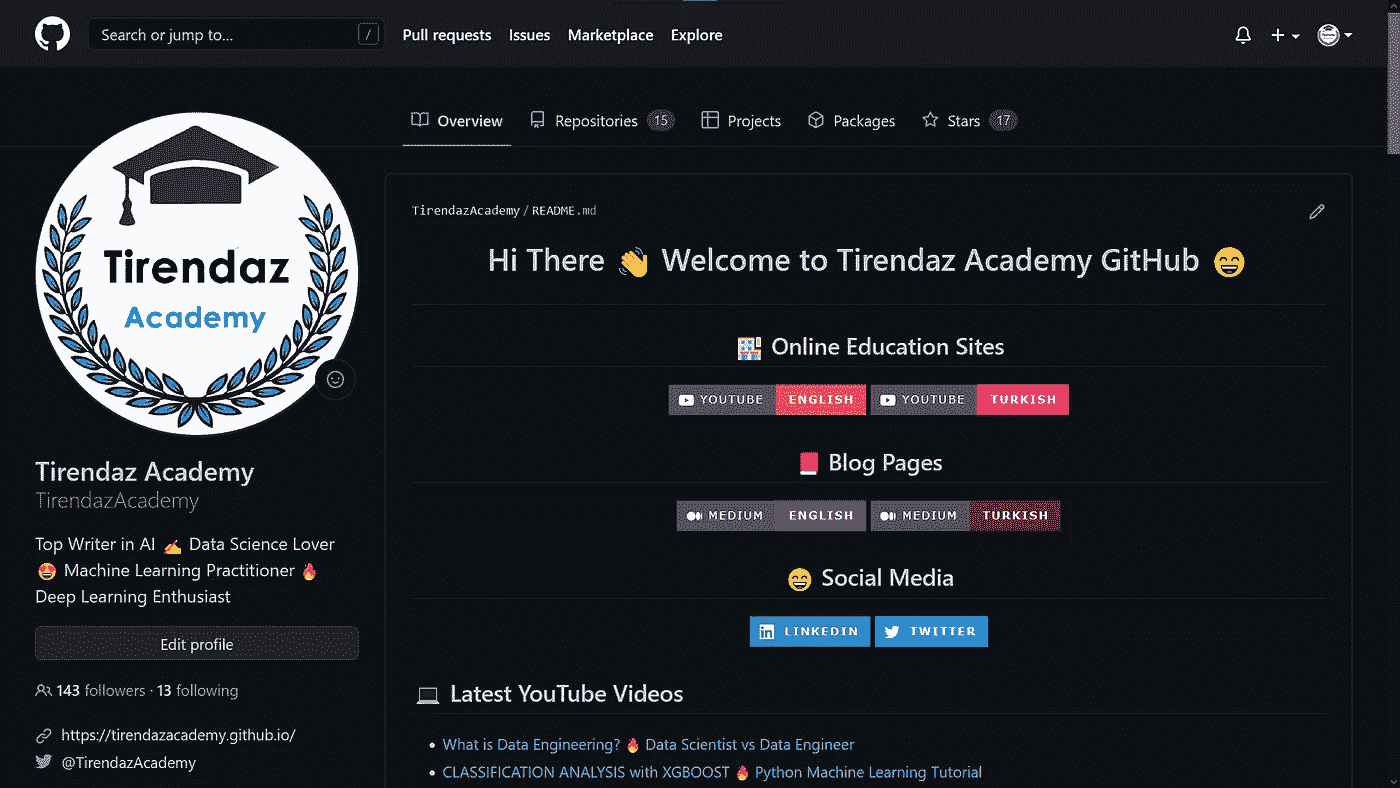 Search or jump to... / Pull requests Issues Marketplace Explore
Overview Repositories 15 Projects Packages Stars 17
Tirendaz
Academy
Tirendaz Academy
TirendazAcademy
Top Writer in AI ✍ Data Science Lover
😍 Machine Learning Practitioner 🔥
Deep Learning Enthusiast
Edit profile
143 followers · 13 following
https://tirendazacademy.github.io/
@TirendazAcademy
TirendazAcademy / README.md
Hi There 👋 Welcome to Tirendaz Academy GitHub 😄
🏫 Online Education Sites
YOUTUBE ENGLISH YOUTUBE TURKISH
📕 Blog Pages
MEDIUM ENGLISH MEDIUM TURKISH
😄 Social Media
LINKEDIN TWITTER
💻 Latest YouTube Videos
• What is Data Engineering? 🔥 Data Scientist vs Data Engineer
• CLASSIFICATION ANALYSIS with XGBOOST 🔥 Python Machine Learning Tutorial